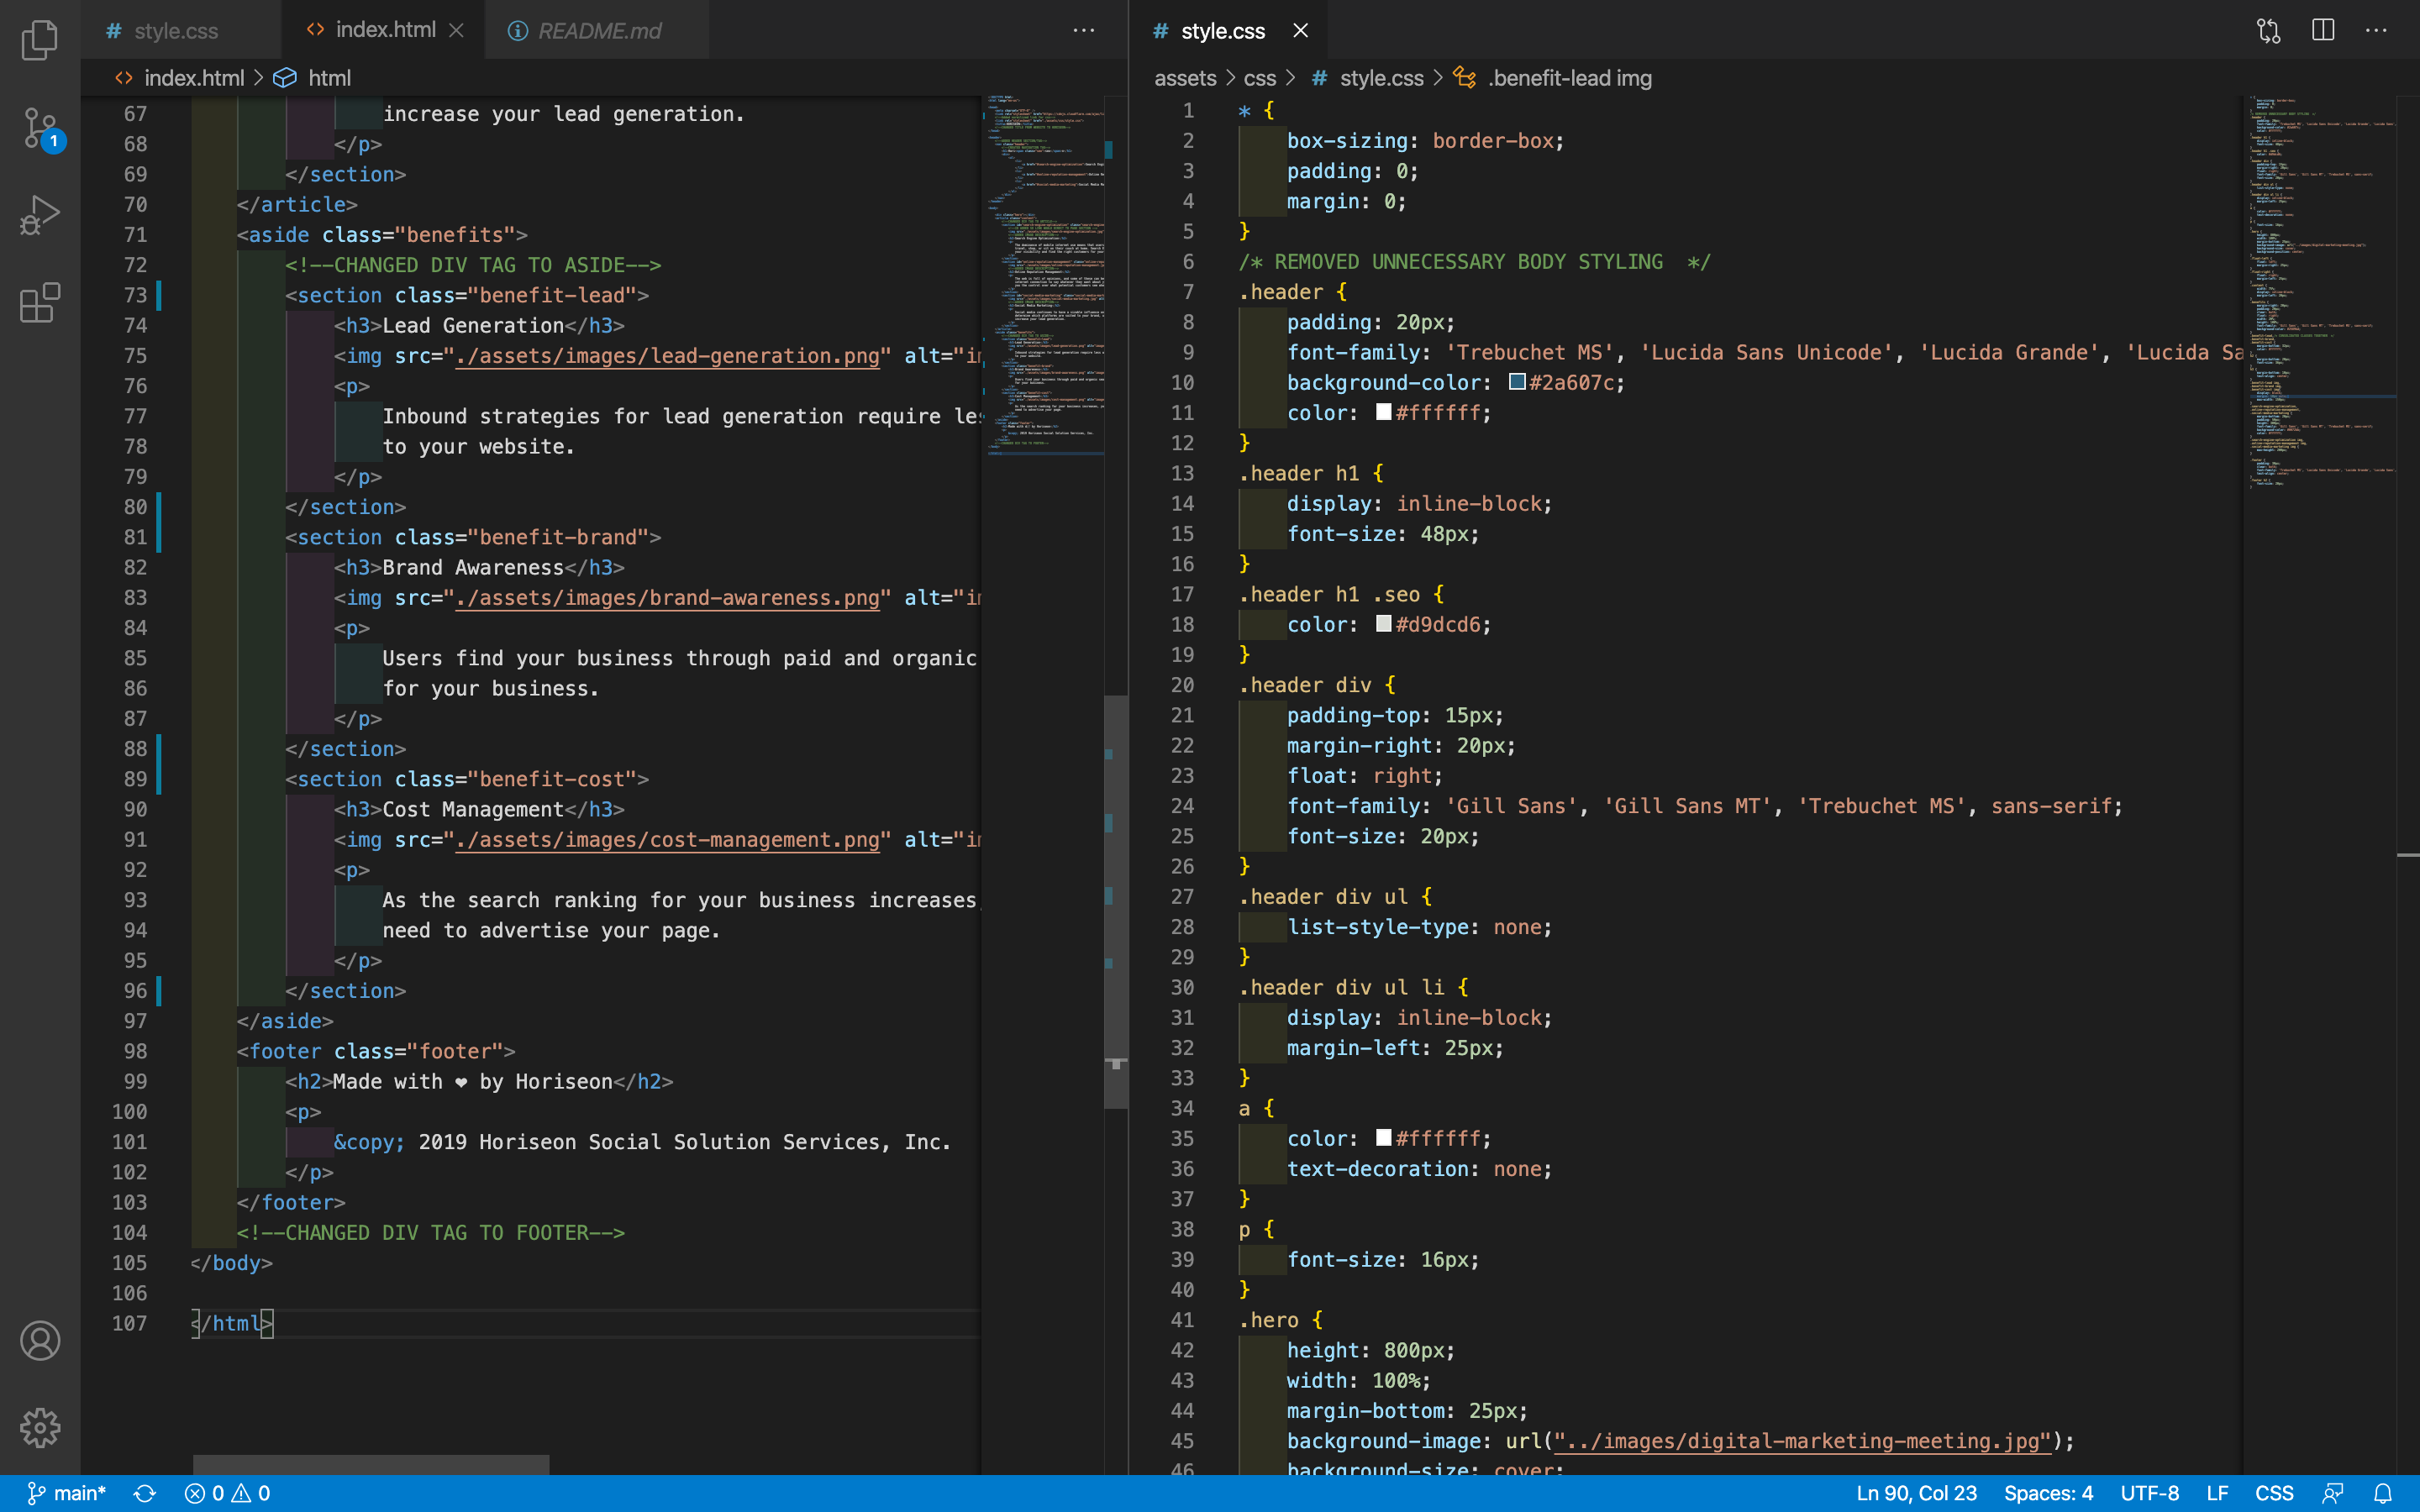 style.css
index.html
README.md
index.html > html
67 increase your lead generation.
68 </p>
69 </section>
70 </article>
71 <aside class="benefits">
72 <!--CHANGED DIV TAG TO ASIDE-->
73 <section class="benefit-lead">
74 <h3>Lead Generation</h3>
75 <img src="./assets/images/lead-generation.png" alt="
76 <p>
77 Inbound strategies for lead generation require
78 to your website.
79 </p>
80 </section>
81 <section class="benefit-brand">
82 <h3>Brand Awareness</h3>
83 <img src="./assets/images/brand-awareness.png" alt="
84 <p>
85 Users find your business through paid and organic
86 for your business.
87 </p>
88 </section>
89 <section class="benefit-cost">
90 <h3>Cost Management</h3>
91 <img src="./assets/images/cost-management.png" alt="
92 <p>
93 As the search ranking for your business increases,
94 need to advertise your page.
95 </p>
96 </section>
97 </aside>
98 <footer class="footer">
99 <h2>Made with ❤ by Horiseon</h2>
100 <p>
101 &copy; 2019 Horiseon Social Solution Services, Inc.
102 </p>
103 </footer>
104 <!--CHANGED DIV TAG TO FOOTER-->
105 </body>
106
107 </html>
style.css
assets > css > # style.css > .benefit-lead img
1 * {
2 box-sizing: border-box;
3 padding: 0;
4 margin: 0;
5 }
6 /* REMOVED UNNECESSARY BODY STYLING  */
7 .header {
8 padding: 20px;
9 font-family: 'Trebuchet MS', 'Lucida Sans Unicode', 'Lucida Grande', 'Lucida Sa
10 background-color: #2a607c;
11 color: #ffffff;
12 }
13 .header h1 {
14 display: inline-block;
15 font-size: 48px;
16 }
17 .header h1 .seo {
18 color: #d9dcd6;
19 }
20 .header div {
21 padding-top: 15px;
22 margin-right: 20px;
23 float: right;
24 font-family: 'Gill Sans', 'Gill Sans MT', 'Trebuchet MS', sans-serif;
25 font-size: 20px;
26 }
27 .header div ul {
28 list-style-type: none;
29 }
30 .header div ul li {
31 display: inline-block;
32 margin-left: 25px;
33 }
34 a {
35 color: #ffffff;
36 text-decoration: none;
37 }
38 p {
39 font-size: 16px;
40 }
41 .hero {
42 height: 800px;
43 width: 100%;
44 margin-bottom: 25px;
45 background-image: url("../images/digital-marketing-meeting.jpg");
46 background-size: cover;
1
main* 0 0
Ln 90, Col 23 Spaces: 4 UTF-8 LF CSS